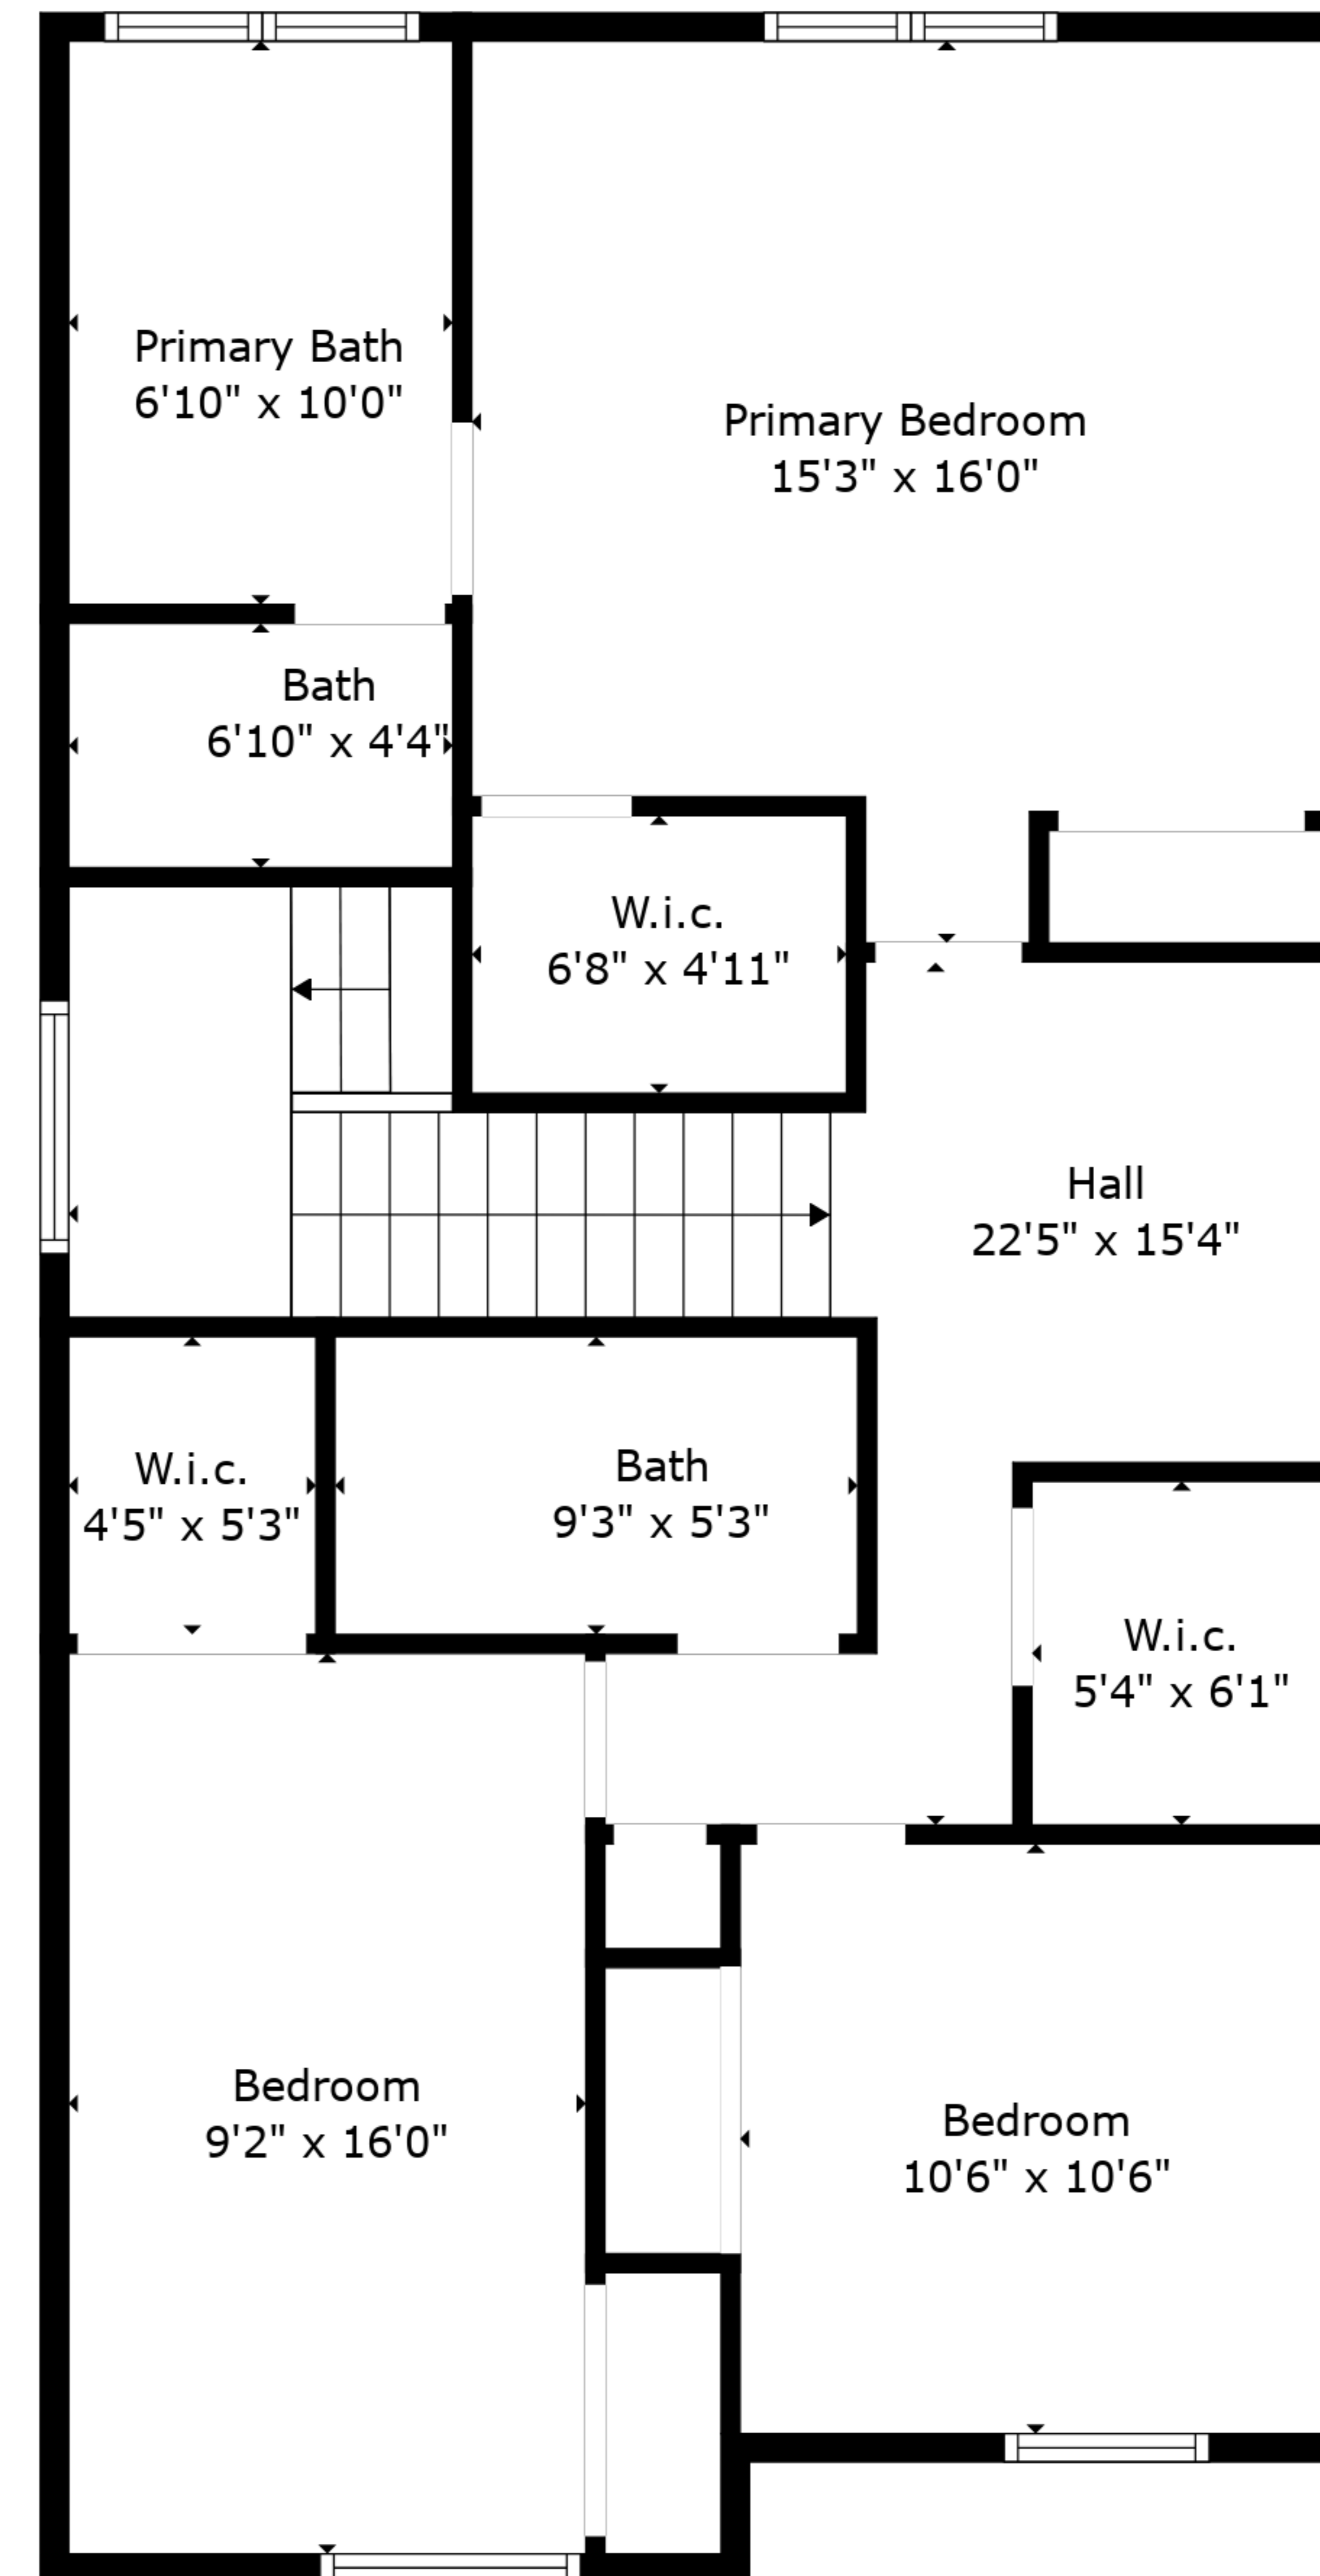 Primary Bath
6'10" x 10'0"
Primary Bedroom
15'3" x 16'0"
Bath
6'10" x 4'4"
W.i.c.
6'8" x 4'11"
Hall
22'5" x 15'4"
W.i.c.
4'5" x 5'3"
Bath
9'3" x 5'3"
W.i.c.
5'4" x 6'1"
Bedroom
9'2" x 16'0"
Bedroom
10'6" x 10'6"